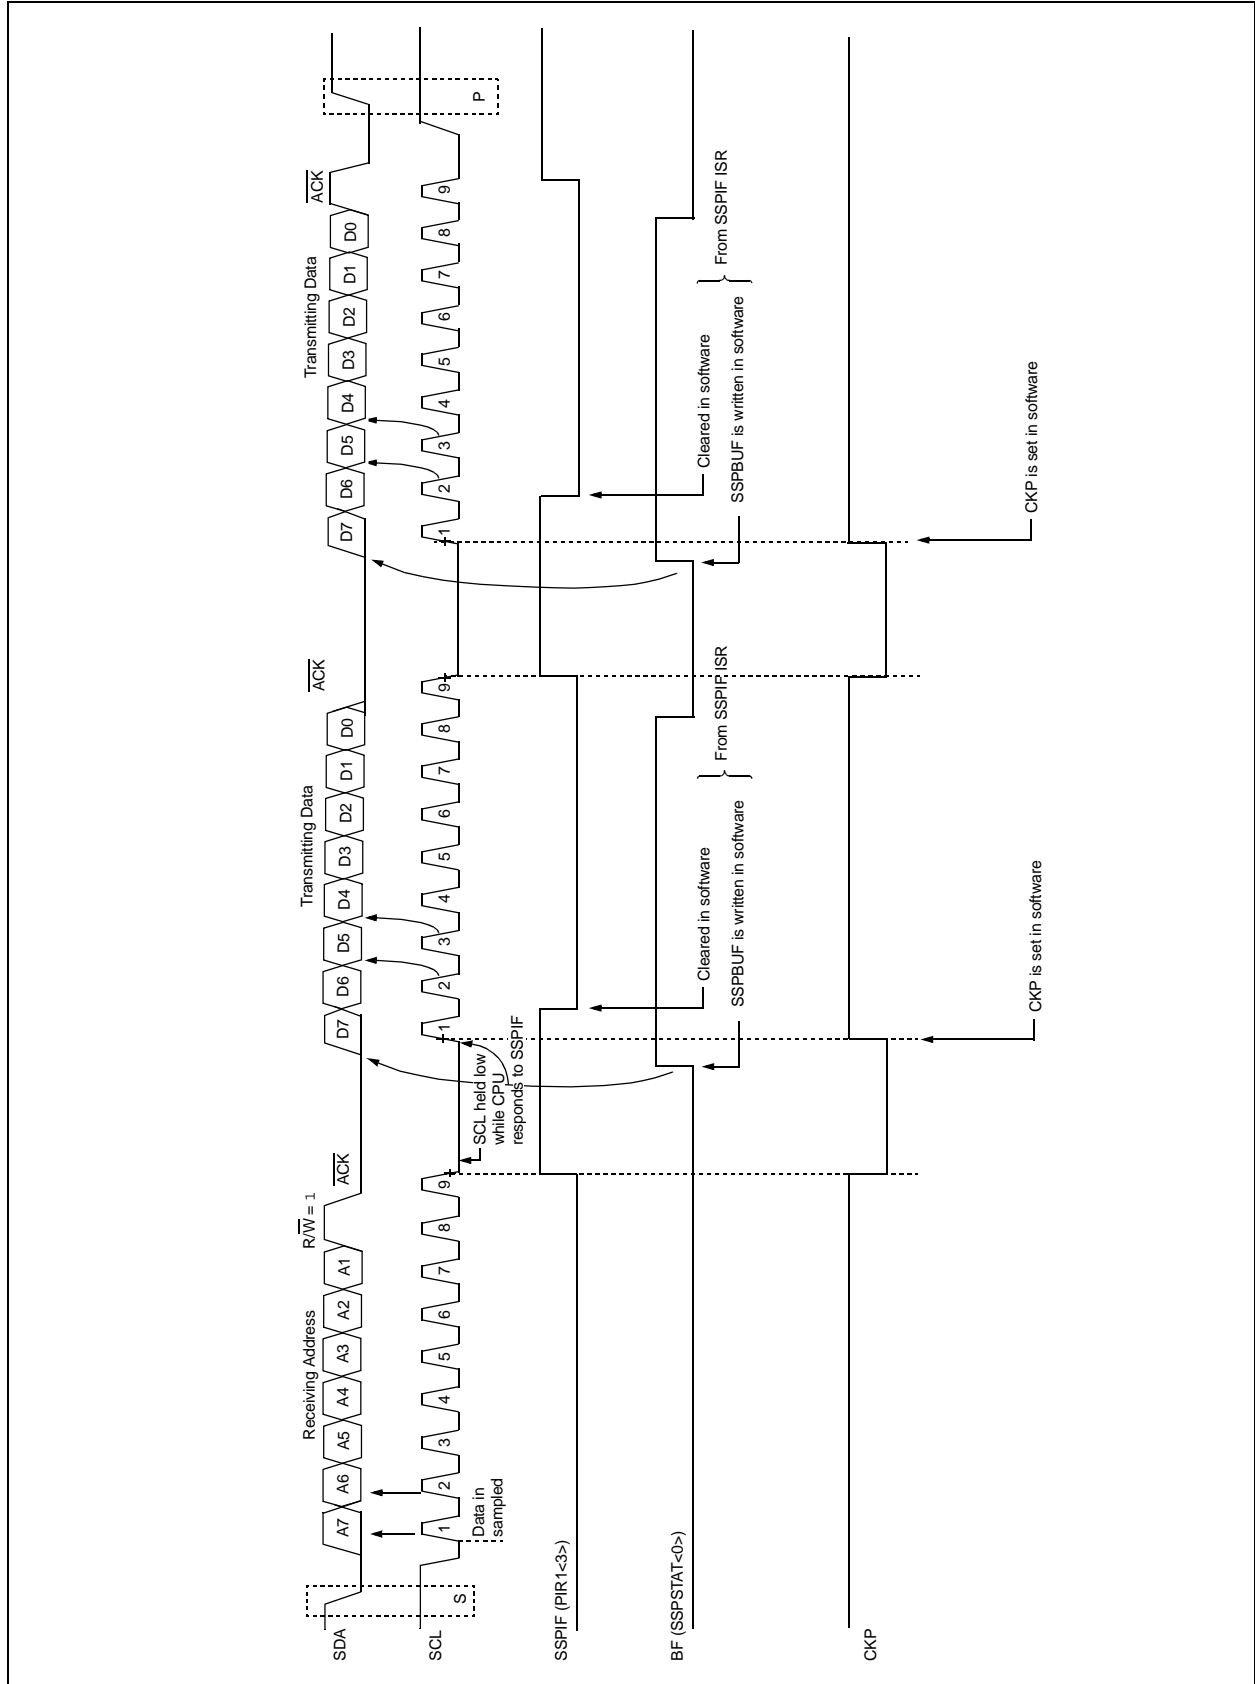 Receiving Address
R/W = 1
ACK
Transmitting Data
ACK
Transmitting Data
ACK
SDA
A7
A6
A5
A4
A3
A2
A1
D7
D6
D5
D4
D3
D2
D1
D0
D7
D6
D5
D4
D3
D2
D1
D0
SCL
S
1
2
3
4
5
6
7
8
9
1
2
3
4
5
6
7
8
9
1
2
3
4
5
6
7
8
9
P
Data in
sampled
SCL held low
while CPU
responds to SSPIF
SSPIF (PIR1<3>)
BF (SSPSTAT<0>)
Cleared in software
From SSPIF ISR
SSPBUF is written in software
Cleared in software
From SSPIF ISR
SSPBUF is written in software
CKP
CKP is set in software
CKP is set in software